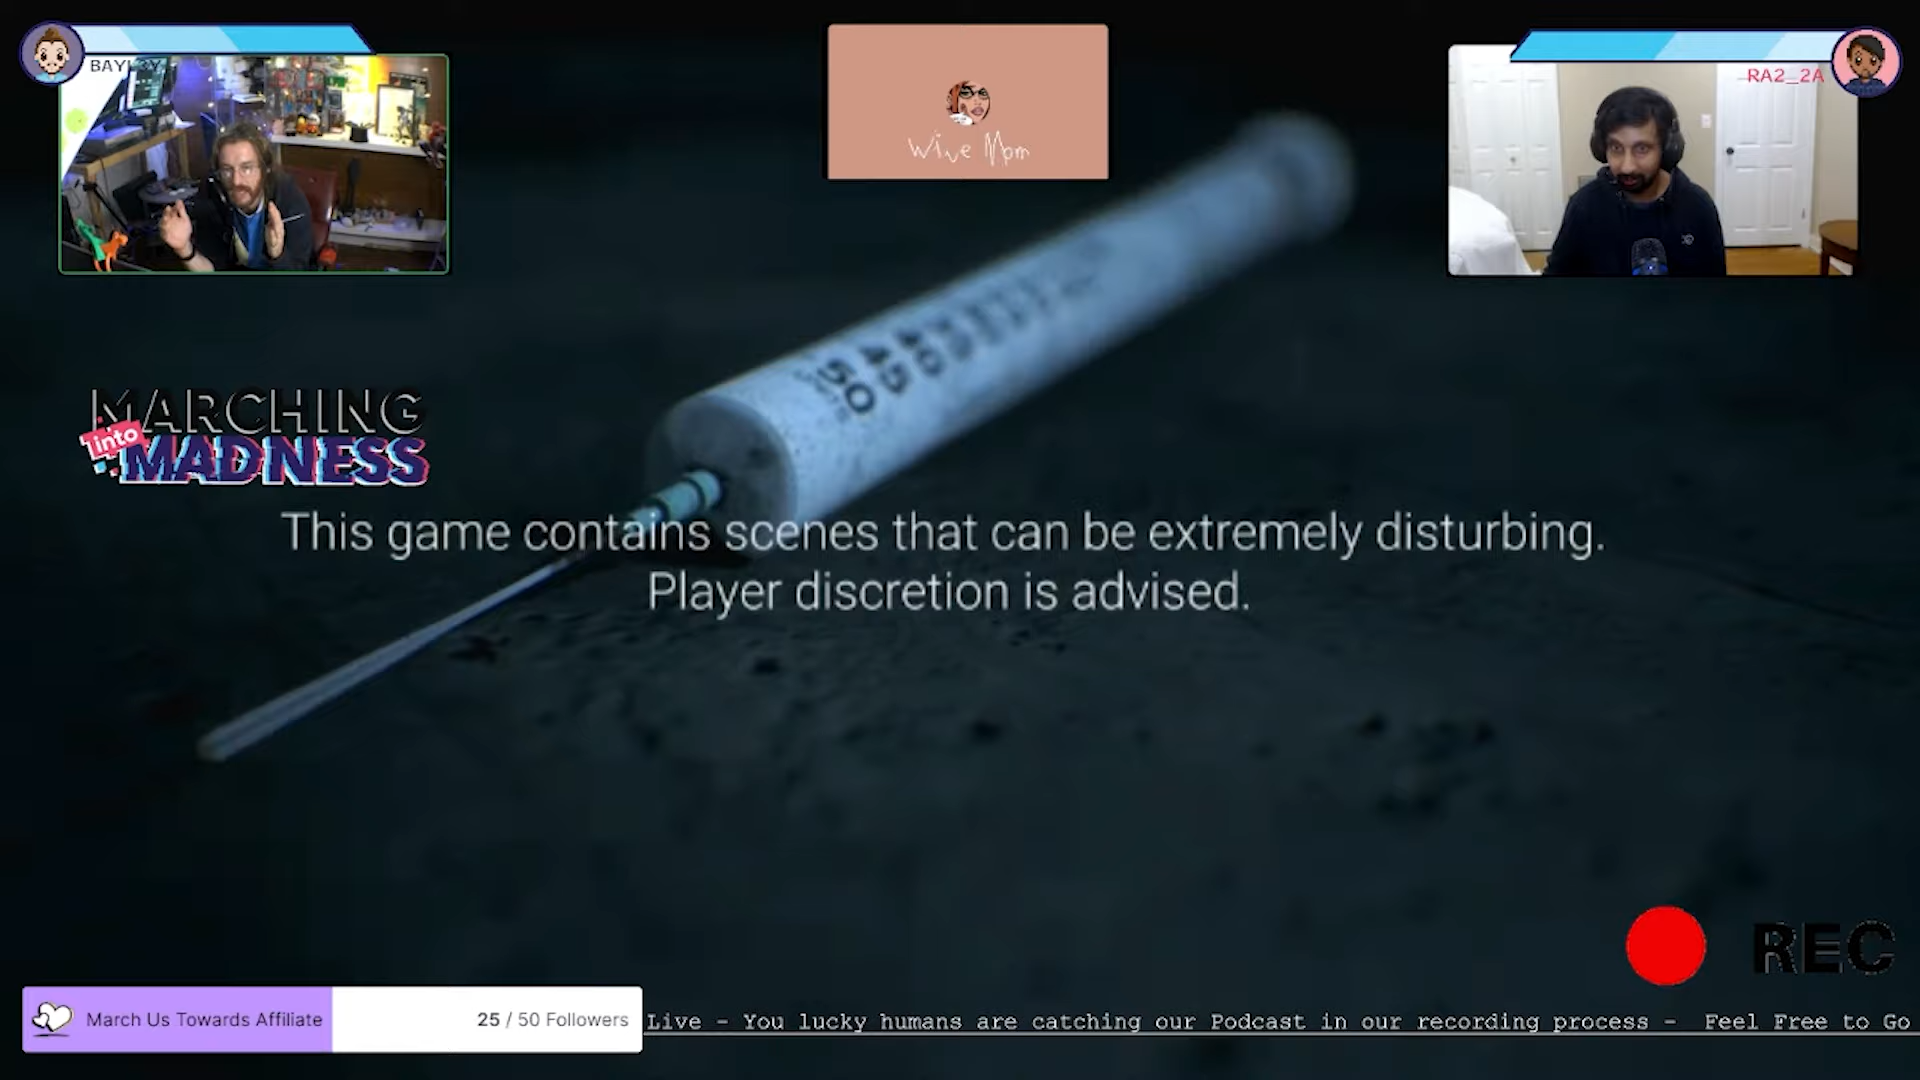 RA2_2A
Wive Mom
MARCHING
into
MADNESS
50
45
40
This game contains scenes that can be extremely disturbing.
Player discretion is advised.
REC
March Us Towards Affiliate
25 / 50 Followers
Live - You lucky humans are catching our Podcast in our recording process - Feel Free to Go